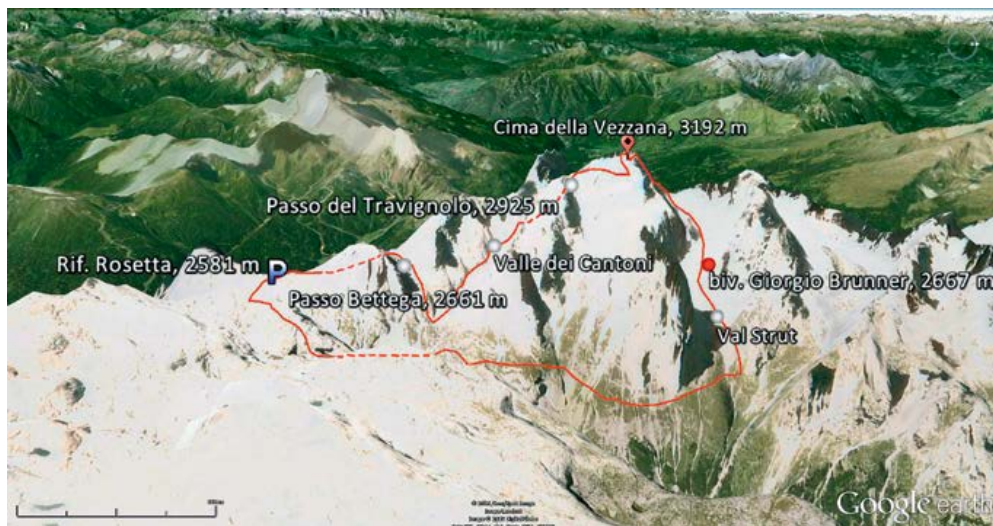 Cima della Vezzana, 3192 m
Passo del Travignolo, 2925 m
Rif. Rosetta, 2581 m
P
Valle dei Cantoni
biv. Giorgio Brunner, 2667 m
Passo Bettega, 2661 m
Val Strut
Google earth